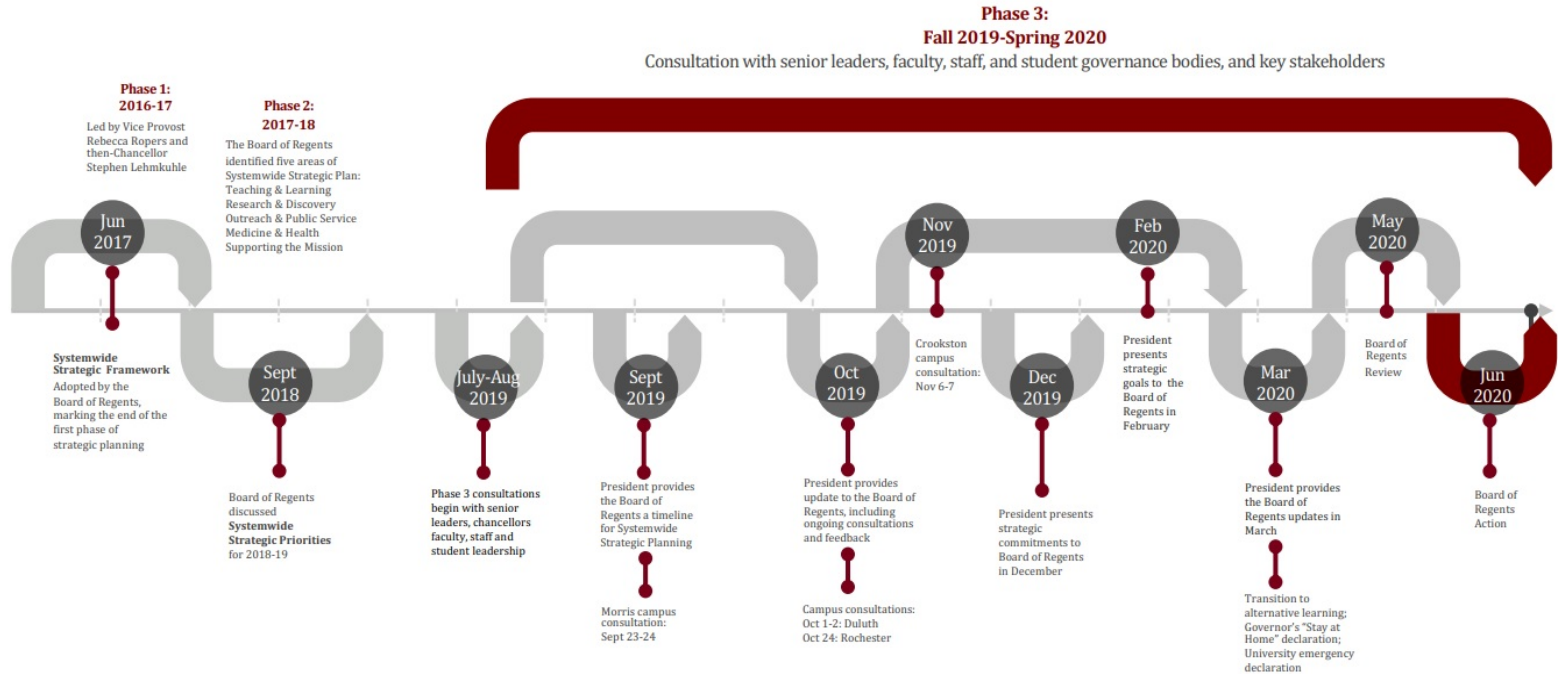 Phase 3:
Fall 2019-Spring 2020
Consultation with senior leaders, faculty, staff, and student governance bodies, and key stakeholders
Phase 1:
2016-17
Led by Vice Provost
Rebecca Ropers and
then-Chancellor
Stephen Lehmkuhle
Phase 2:
2017-18
The Board of Regents
identified five areas of
Systemwide Strategic Plan:
Teaching & Learning
Research & Discovery
Outreach & Public Service
Medicine & Health
Supporting the Mission
Jun
2017
Systemwide
Strategic Framework
Adopted by the
Board of Regents,
marking the end of the
first phase of
strategic planning
Sept
2018
Board of Regents
discussed
Systemwide
Strategic Priorities
for 2018-19
July-Aug
2019
Phase 3 consultations
begin with senior
leaders, chancellors
faculty, staff and
student leadership
Sept
2019
President provides
the Board of
Regents a timeline
for Systemwide
Strategic Planning
Morris campus
consultation:
Sept 23-24
Oct
2019
President provides
update to the Board of
Regents, including
ongoing consultations
and feedback
Campus consultations:
Oct 1-2: Duluth
Oct 24: Rochester
Nov
2019
Crookston
campus
consultation:
Nov 6-7
Dec
2019
President presents
strategic
commitments to
Board of Regents
in December
Feb
2020
President
presents
strategic
goals to the
Board of
Regents in
February
Mar
2020
President provides
the Board of
Regents updates in
March
Transition to
alternative learning;
Governor's "Stay at
Home" declaration;
University emergency
declaration
May
2020
Board of
Regents
Review
Jun
2020
Board of
Regents
Action